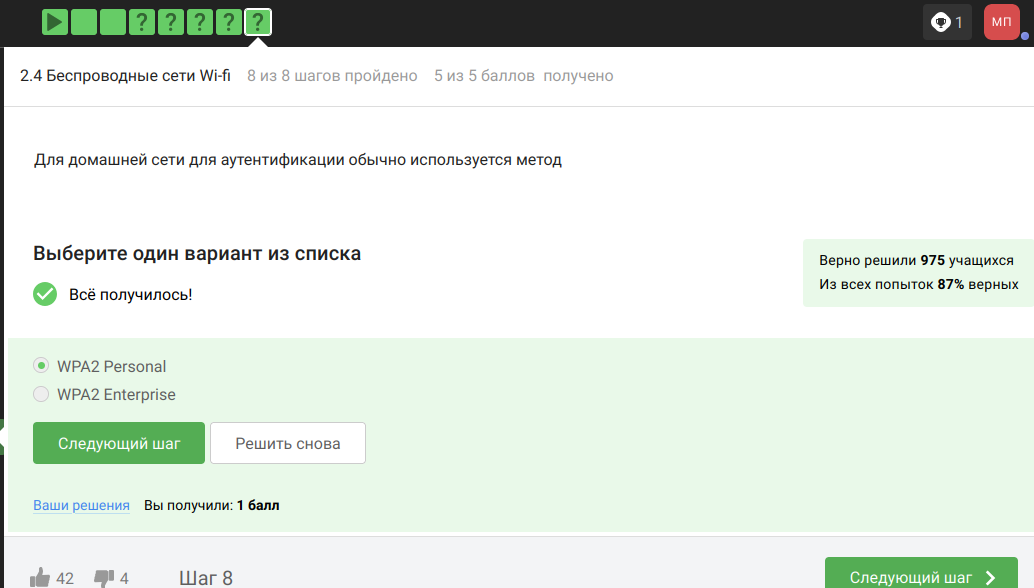 ? ? ? ? ?
1
МП
2.4 Беспроводные сети Wi-fi 8 из 8 шагов пройдено 5 из 5 баллов получено
Для домашней сети для аутентификации обычно используется метод
Выберите один вариант из списка
Всё получилось!
Верно решили 975 учащихся
Из всех попыток 87% верных
WPA2 Personal
WPA2 Enterprise
Следующий шаг Решить снова
Ваши решения Вы получили: 1 балл
42 4 Шаг 8 Следующий шаг